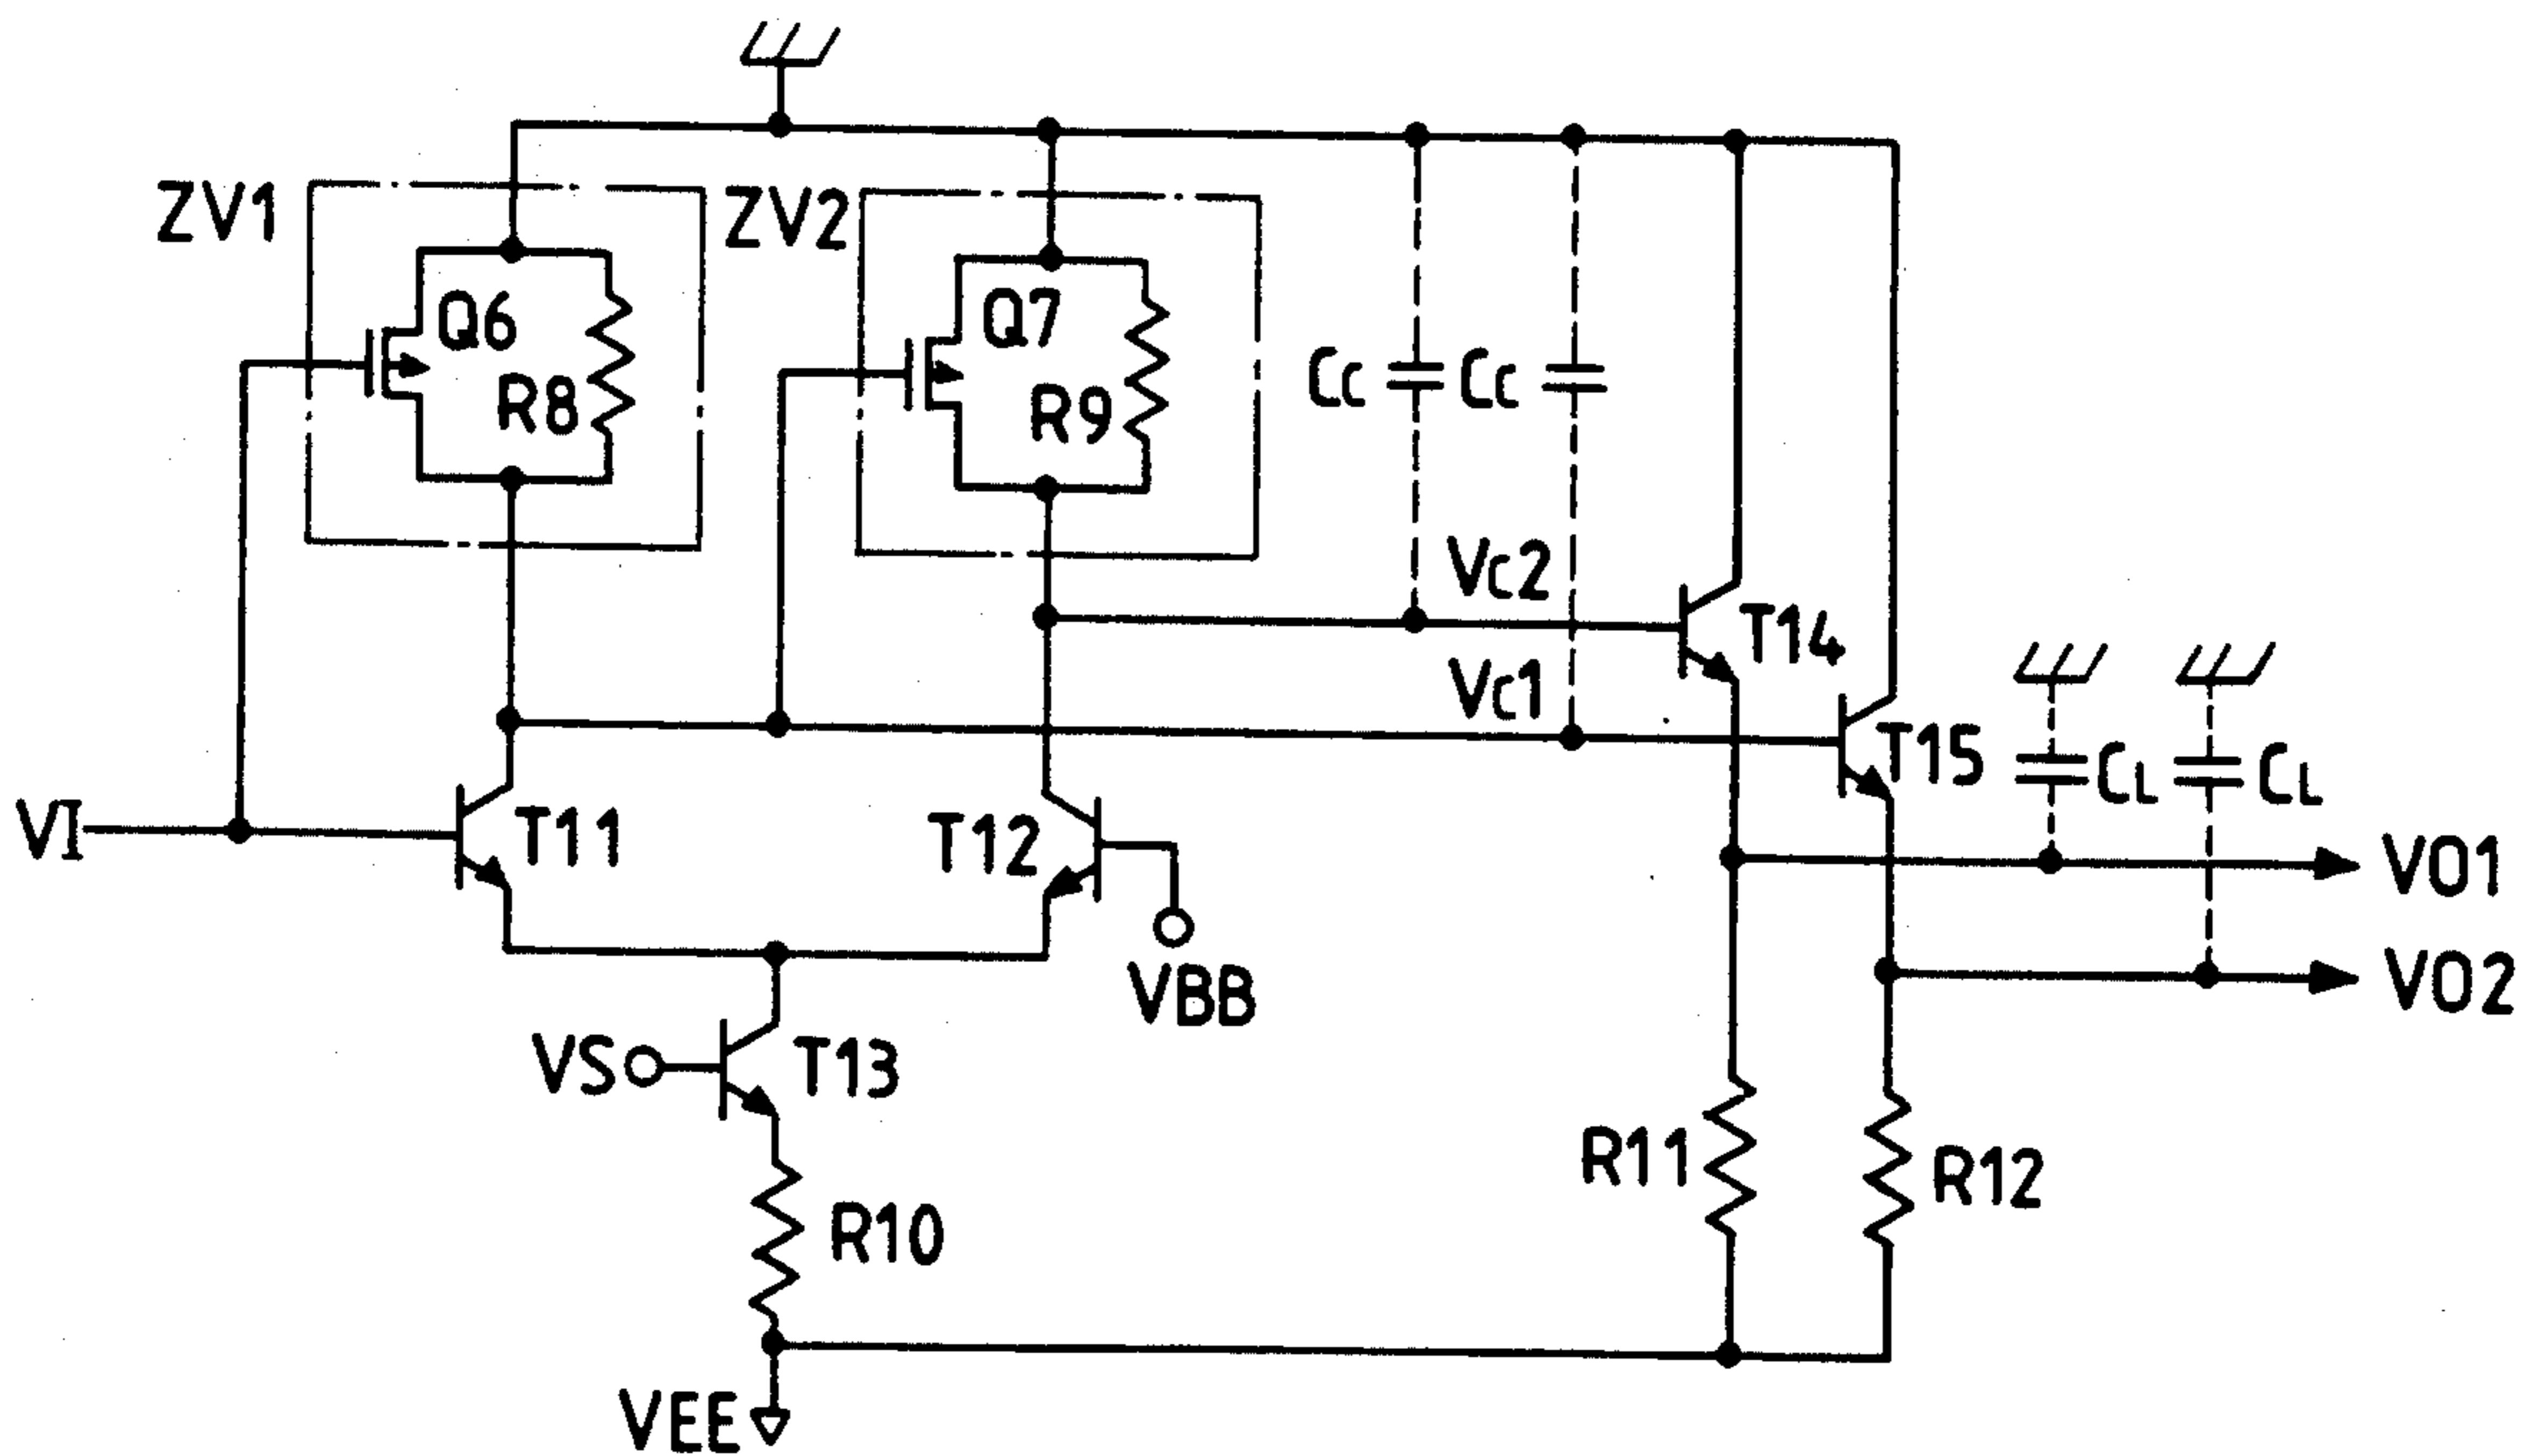 ZV1
ZV2
Q6
Q7
R8
R9
Cc
Cc
Vc2
T14
Vc1
T15
CL
CL
VI
T11
T12
VO1
VBB
VO2
VS
T13
R11
R12
R10
VEE